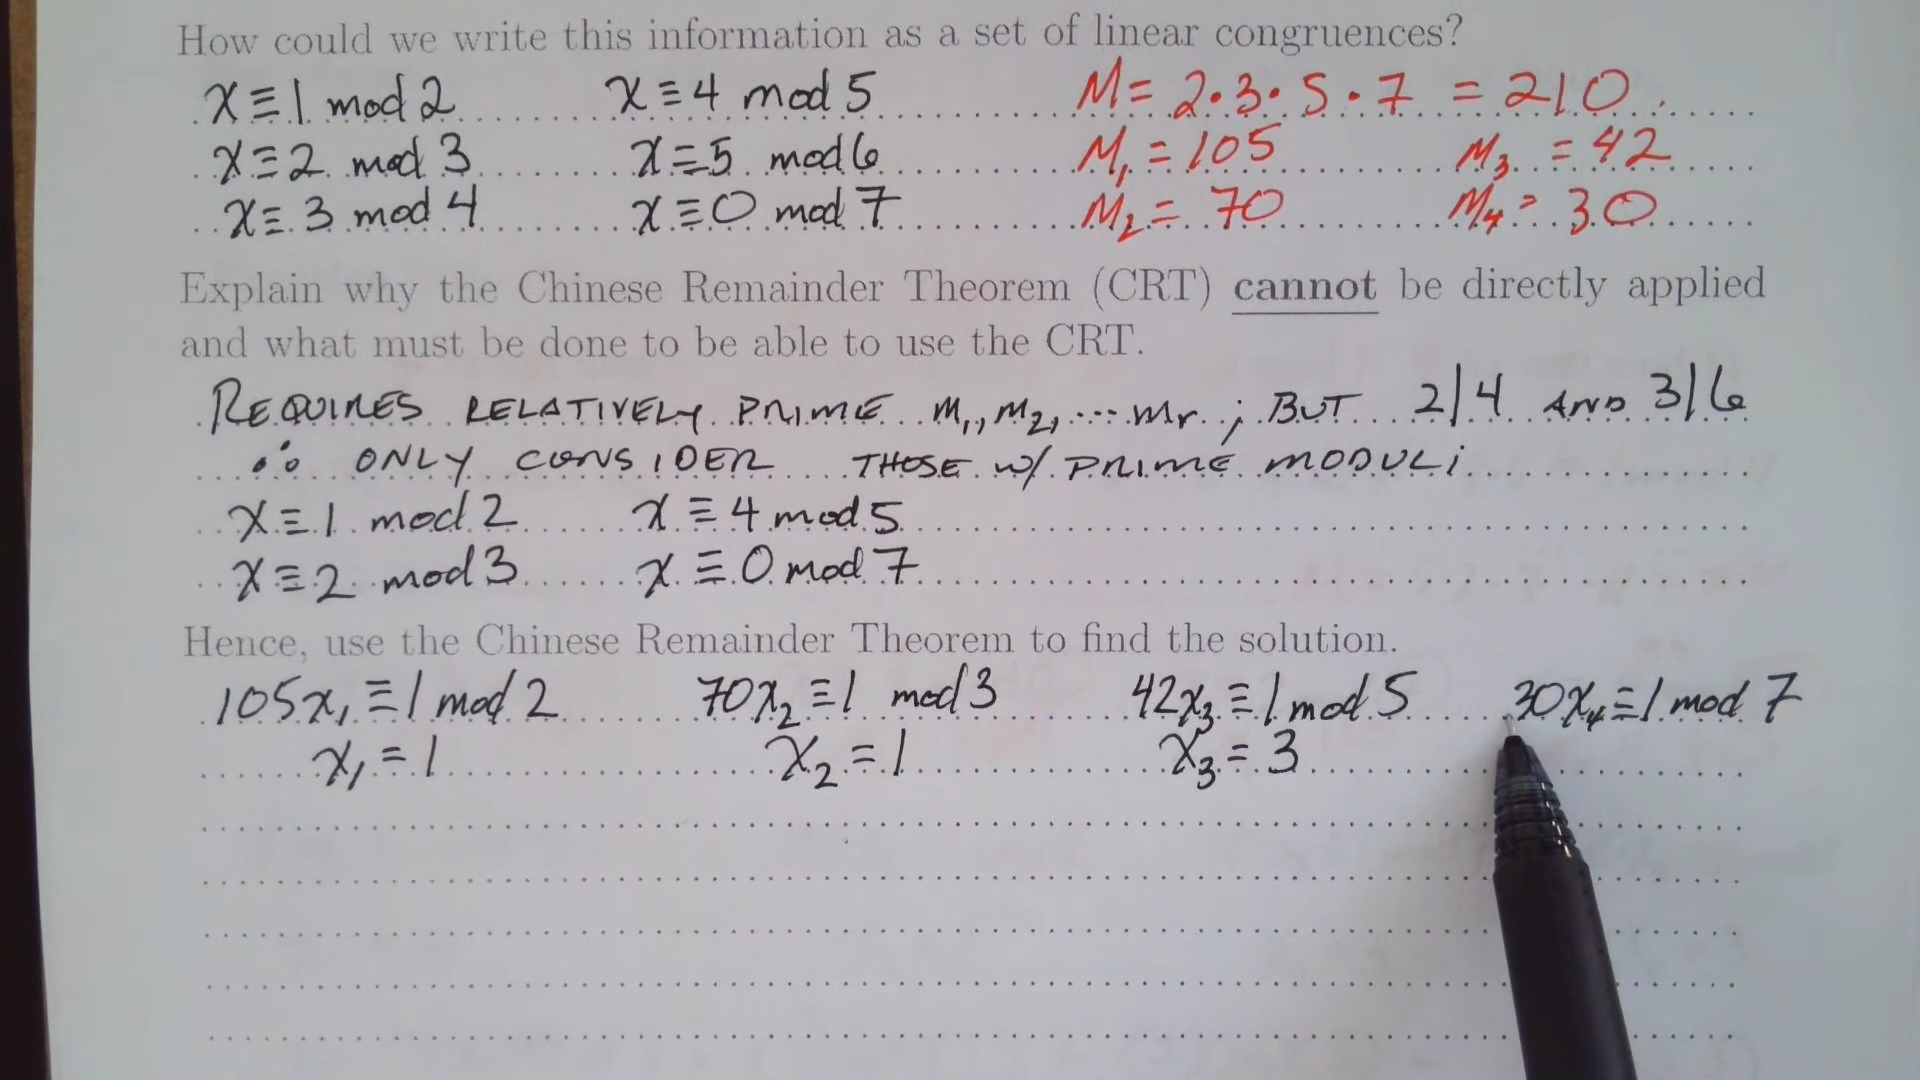 How could we write this information as a set of linear congruences?
x ≡ 1 mod 2 x ≡ 4 mod 5 M = 2·3·5·7 = 210
x ≡ 2 mod 3 x ≡ 5 mod 6 M₁ = 105 M₃ = 42
x ≡ 3 mod 4 x ≡ 0 mod 7 M₂ = 70 M₄ = 30
Explain why the Chinese Remainder Theorem (CRT) cannot be directly applied
and what must be done to be able to use the CRT.
REQUIRES RELATIVELY PRIME m₁, m₂, ... mᵣ ; BUT 2|4 AND 3|6
∴ ONLY CONSIDER THOSE W/ PRIME MODULI
x ≡ 1 mod 2 x ≡ 4 mod 5
x ≡ 2 mod 3 x ≡ 0 mod 7
Hence, use the Chinese Remainder Theorem to find the solution.
105x₁ ≡ 1 mod 2 70x₂ ≡ 1 mod 3 42x₃ ≡ 1 mod 5 30x₄ ≡ 1 mod 7
x₁ = 1 x₂ = 1 x₃ = 3